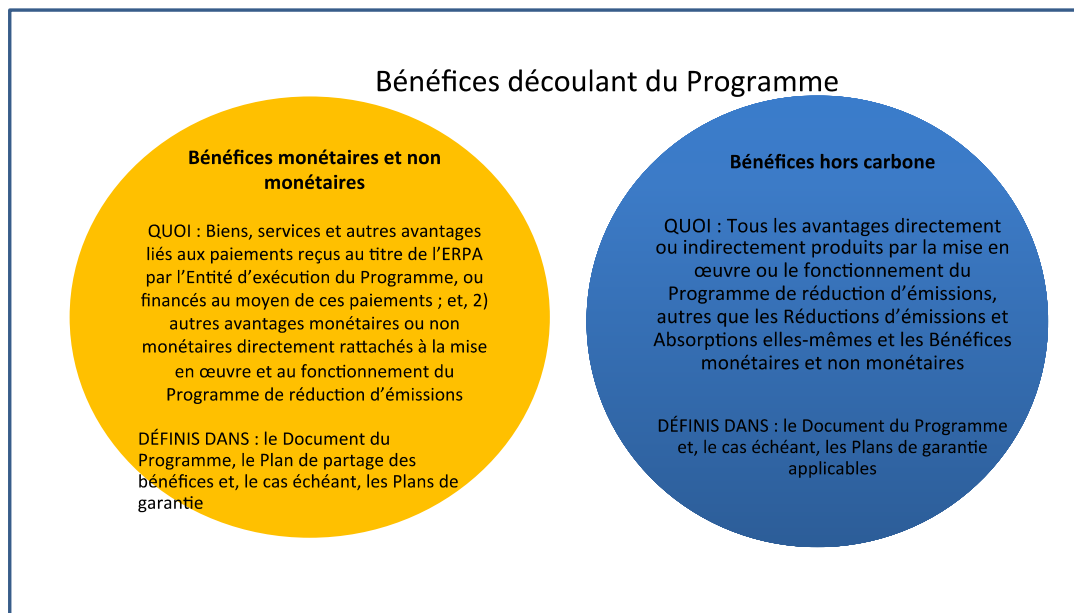 Bénéfices découlant du Programme
Bénéfices monétaires et non
monétaires
QUOI : Biens, services et autres avantages
liés aux paiements reçus au titre de l’ERPA
par l’Entité d’exécution du Programme, ou
financés au moyen de ces paiements ; et, 2)
autres avantages monétaires ou non
monétaires directement rattachés à la mise
en œuvre et au fonctionnement du
Programme de réduction d’émissions
DÉFINIS DANS : le Document du
Programme, le Plan de partage des
bénéfices et, le cas échéant, les Plans de
garantie
Bénéfices hors carbone
QUOI : Tous les avantages directement
ou indirectement produits par la mise en
œuvre ou le fonctionnement du
Programme de réduction d’émissions,
autres que les Réductions d’émissions et
Absorptions elles-mêmes et les Bénéfices
monétaires et non monétaires
DÉFINIS DANS : le Document du Programme
et, le cas échéant, les Plans de garantie
applicables